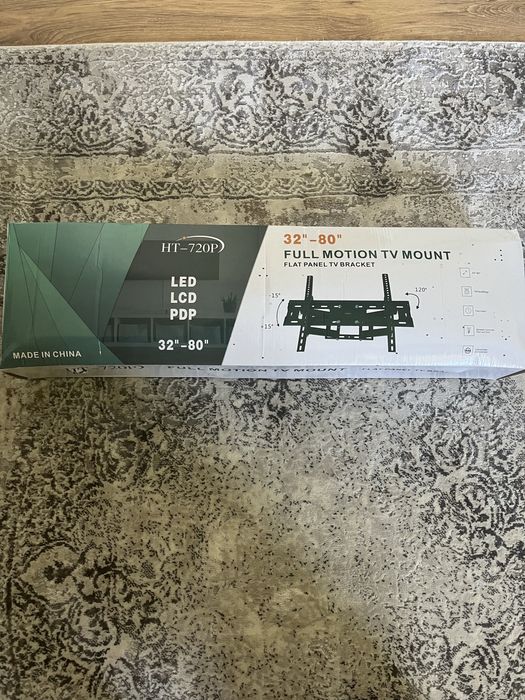 HT-720P
LED
LCD
PDP
32"-80"
MADE IN CHINA
32"-80"
FULL MOTION TV MOUNT
FLAT PANEL TV BRACKET
-15°
+15°
120°
FULL MOTION TV MOUNT